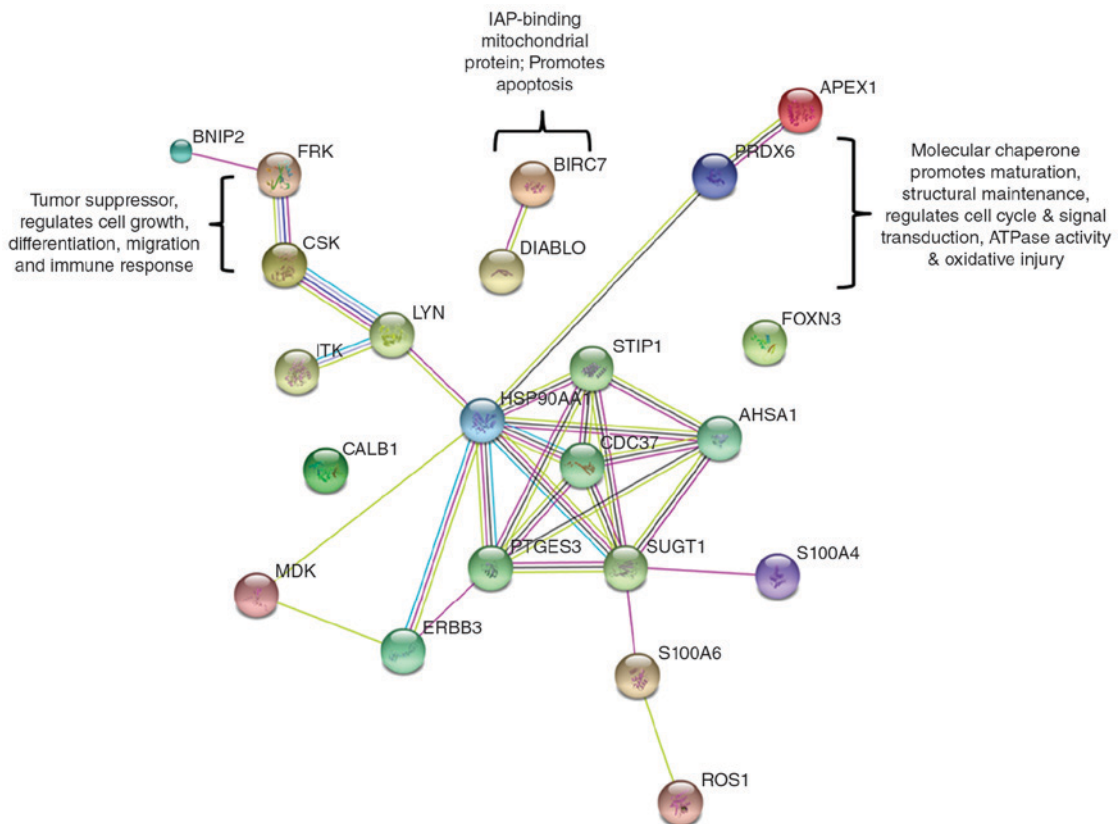 IAP-binding
mitochondrial
protein; Promotes
apoptosis
APEX1
BNIP2
FRK
BIRC7
PRDX6
Molecular chaperone
promotes maturation,
structural maintenance,
regulates cell cycle & signal
transduction, ATPase activity
& oxidative injury
Tumor suppressor,
regulates cell growth,
differentiation, migration
and immune response
CSK
DIABLO
LYN
FOXN3
ITK
STIP1
HSP90AA1
AHSA1
CALB1
CDC37
PTGES3
SUGT1
S100A4
MDK
ERBB3
S100A6
ROS1